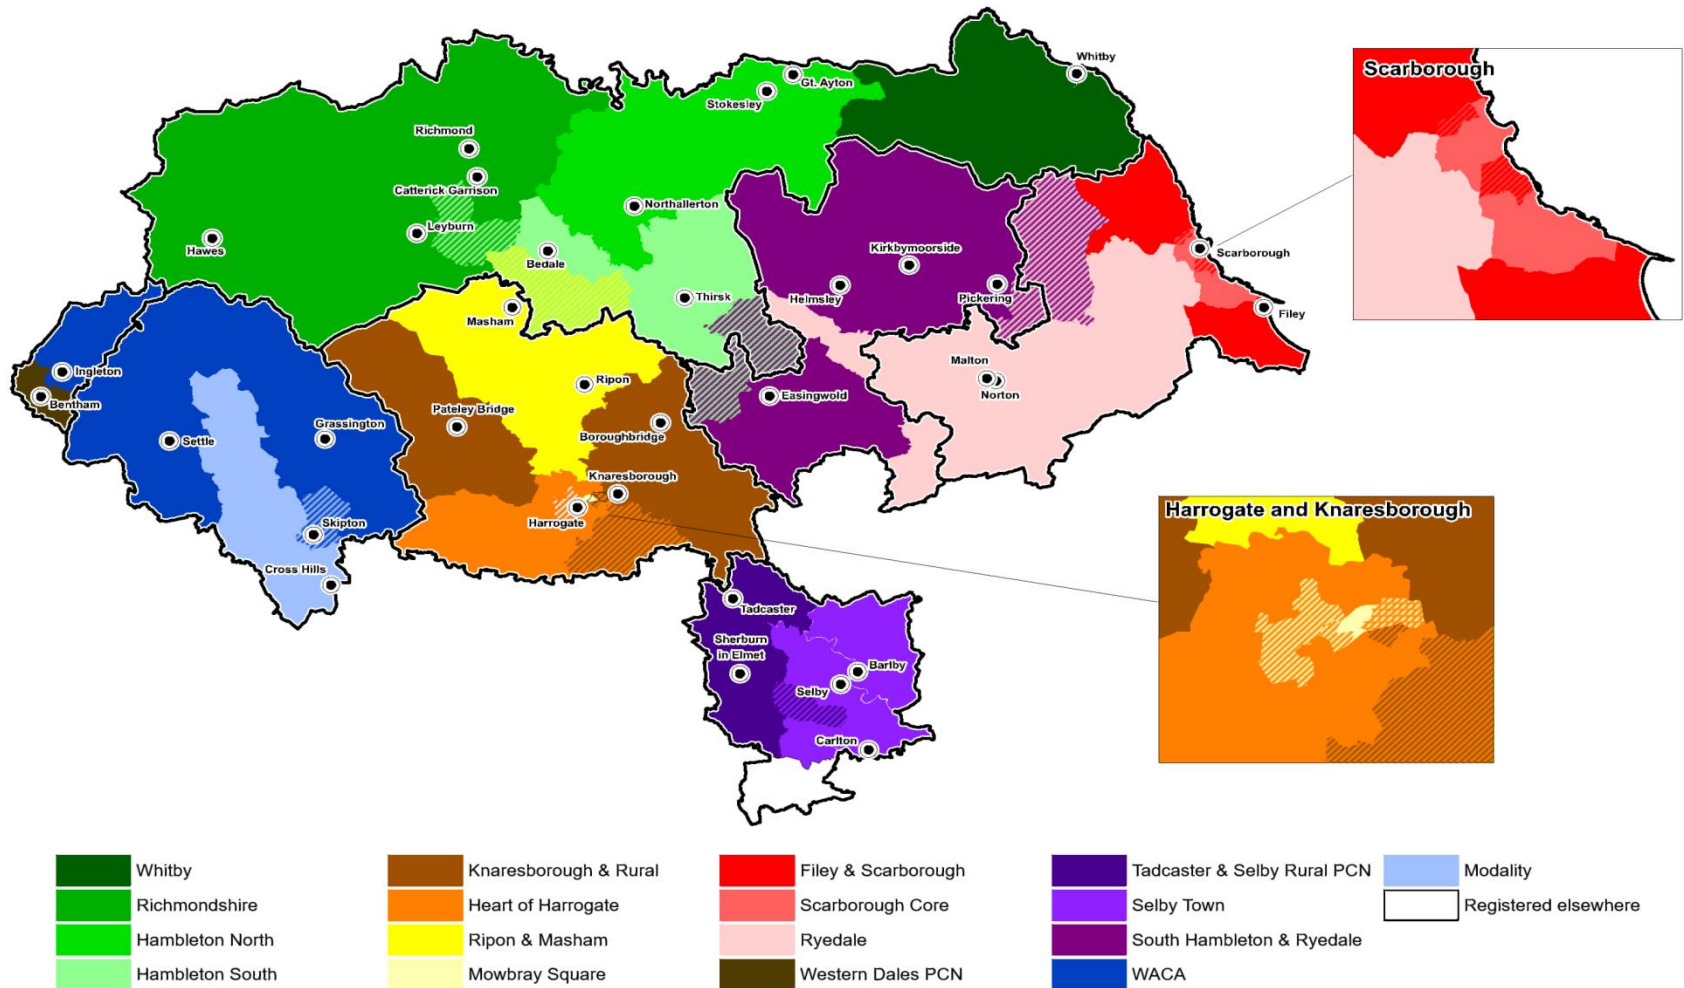 Whitby
Gt. Ayton
Stokesley
Richmond
Catterick Garrison
Northallerton
Leyburn
Hawes
Bedale
Kirkbymoorside
Scarborough
Thirsk
Helmsley
Pickering
Masham
Filey
Ingleton
Malton
Ripon
Norton
Bentham
Easingwold
Pateley Bridge
Grassington
Settle
Boroughbridge
Knaresborough
Harrogate
Skipton
Cross Hills
Tadcaster
Sherburn
in Elmet
Barlby
Selby
Carlton
Scarborough
Harrogate and Knaresborough
Whitby
Richmondshire
Hambleton North
Hambleton South
Knaresborough & Rural
Heart of Harrogate
Ripon & Masham
Mowbray Square
Filey & Scarborough
Scarborough Core
Ryedale
Western Dales PCN
Tadcaster & Selby Rural PCN
Selby Town
South Hambleton & Ryedale
WACA
Modality
Registered elsewhere